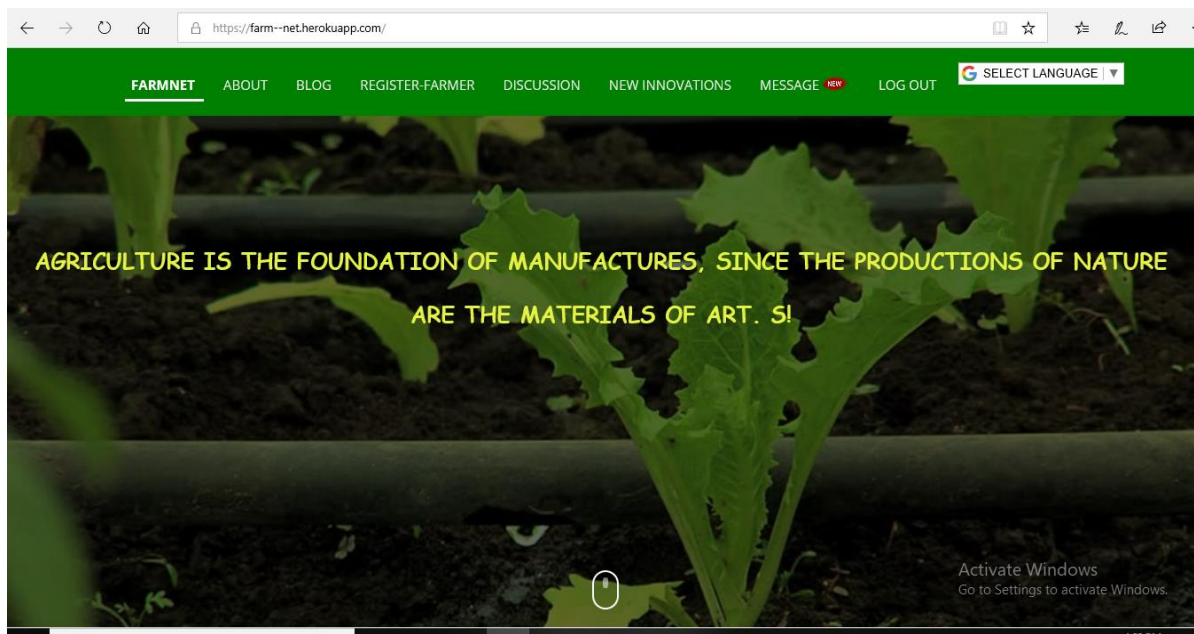 https://farm--net.herokuapp.com/
FARMNET ABOUT BLOG REGISTER-FARMER DISCUSSION NEW INNOVATIONS MESSAGE NEW LOG OUT SELECT LANGUAGE
AGRICULTURE IS THE FOUNDATION OF MANUFACTURES, SINCE THE PRODUCTIONS OF NATURE
ARE THE MATERIALS OF ART. S!
Activate Windows
Go to Settings to activate Windows.